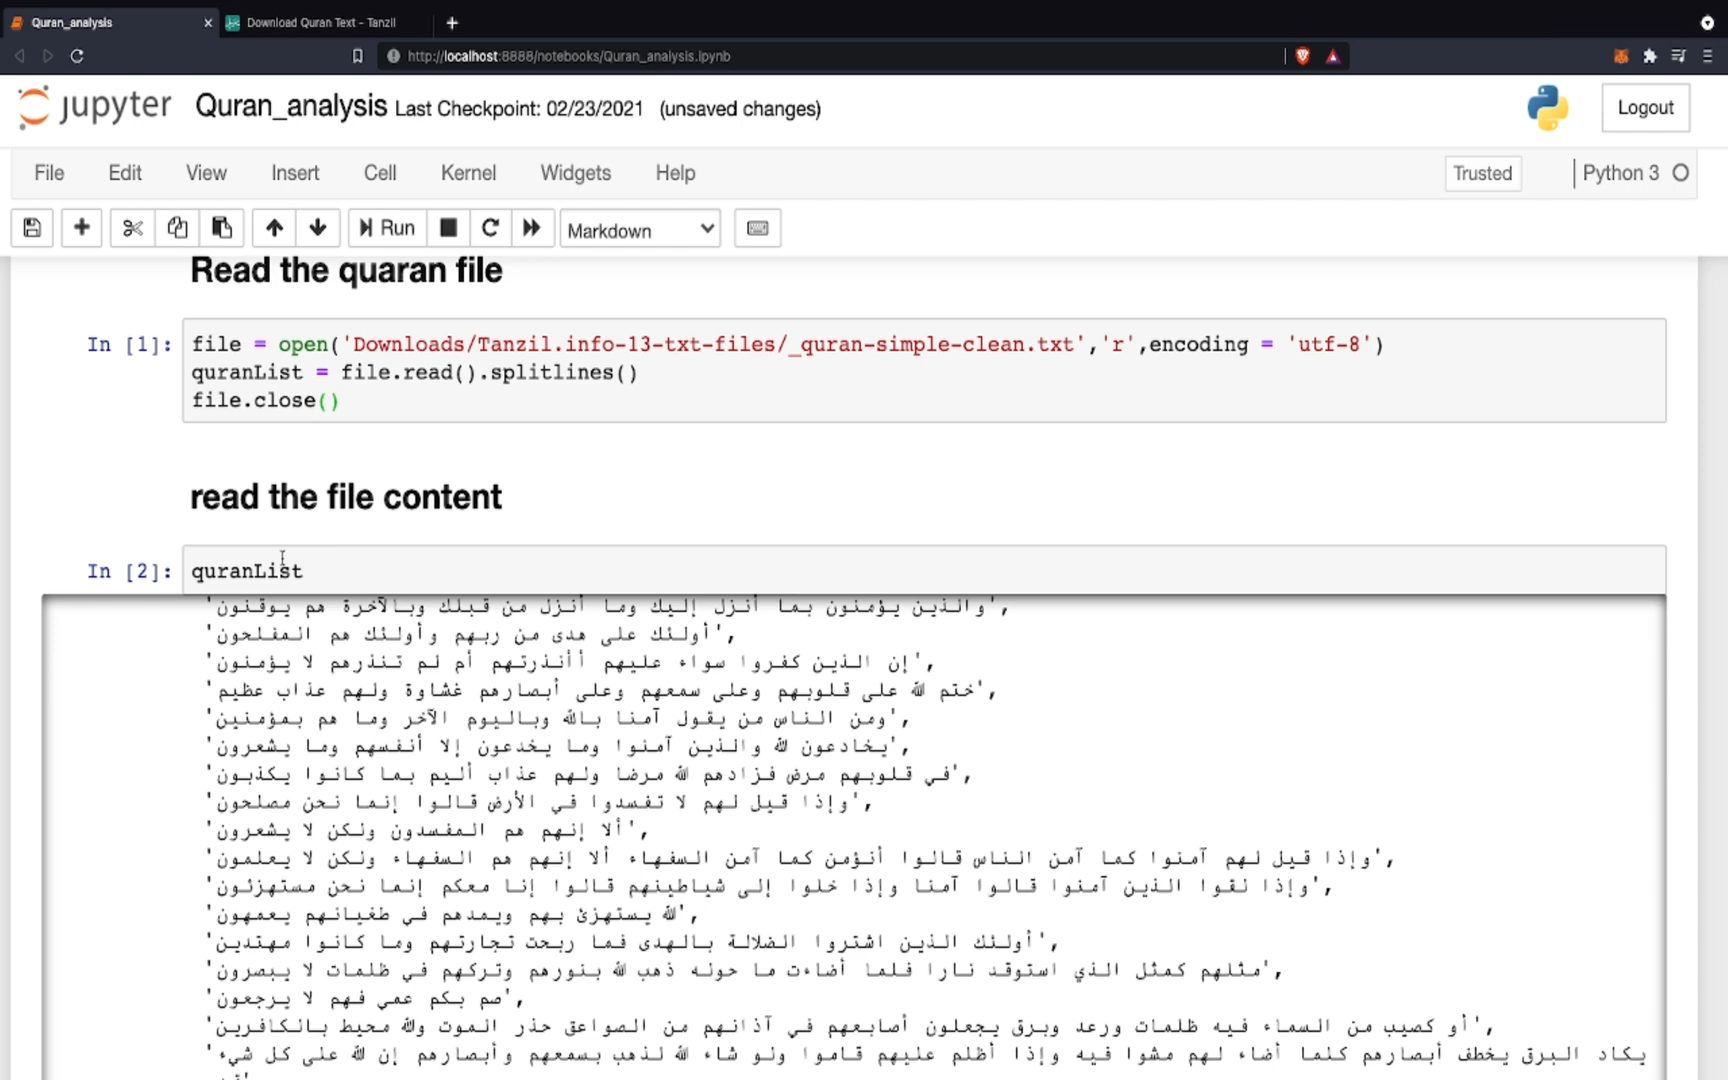 Quran_analysis
Download Quran Text - Tanzil
http://localhost:8888/notebooks/Quran_analysis.ipynb
jupyter Quran_analysis Last Checkpoint: 02/23/2021 (unsaved changes)
Logout
File Edit View Insert Cell Kernel Widgets Help
Trusted
Python 3
Run
Markdown
Read the quaran file
In [1]: file = open('Downloads/Tanzil.info-13-txt-files/_quran-simple-clean.txt','r',encoding = 'utf-8')
quranList = file.read().splitlines()
file.close()
read the file content
In [2]: quranList
'والذين يؤمنون بما أنزل إليك وما أنزل من قبلك وبالآخرة هم يوقنون',
'أولئك على هدى من ربهم وأولئك هم المفلحون',
'إن الذين كفروا سواء عليهم أأنذرتهم أم لم تنذرهم لا يؤمنون',
'ختم الله على قلوبهم وعلى سمعهم وعلى أبصارهم غشاوة ولهم عذاب عظيم',
'ومن الناس من يقول آمنا بالله وباليوم الآخر وما هم بمؤمنين',
'يخادعون الله والذين آمنوا وما يخدعون إلا أنفسهم وما يشعرون',
'في قلوبهم مرض فزادهم الله مرضا ولهم عذاب أليم بما كانوا يكذبون',
'وإذا قيل لهم لا تفسدوا في الأرض قالوا إنما نحن مصلحون',
'ألا إنهم هم المفسدون ولكن لا يشعرون',
'وإذا قيل لهم آمنوا كما آمن الناس قالوا أنؤمن كما آمن السفهاء ألا إنهم هم السفهاء ولكن لا يعلمون',
'وإذا لقوا الذين آمنوا قالوا آمنا وإذا خلوا إلى شياطينهم قالوا إنا معكم إنما نحن مستهزئون',
'الله يستهزئ بهم ويمدهم في طغيانهم يعمهون',
'أولئك الذين اشتروا الضلالة بالهدى فما ربحت تجارتهم وما كانوا مهتدين',
'مثلهم كمثل الذي استوقد نارا فلما أضاءت ما حوله ذهب الله بنورهم وتركهم في ظلمات لا يبصرون',
'صم بكم عمي فهم لا يرجعون',
'أو كصيب من السماء فيه ظلمات ورعد وبرق يجعلون أصابعهم في آذانهم من الصواعق حذر الموت والله محيط بالكافرين',
'يكاد البرق يخطف أبصارهم كلما أضاء لهم مشوا فيه وإذا أظلم عليهم قاموا ولو شاء الله لذهب بسمعهم وأبصارهم إن الله على كل شيء